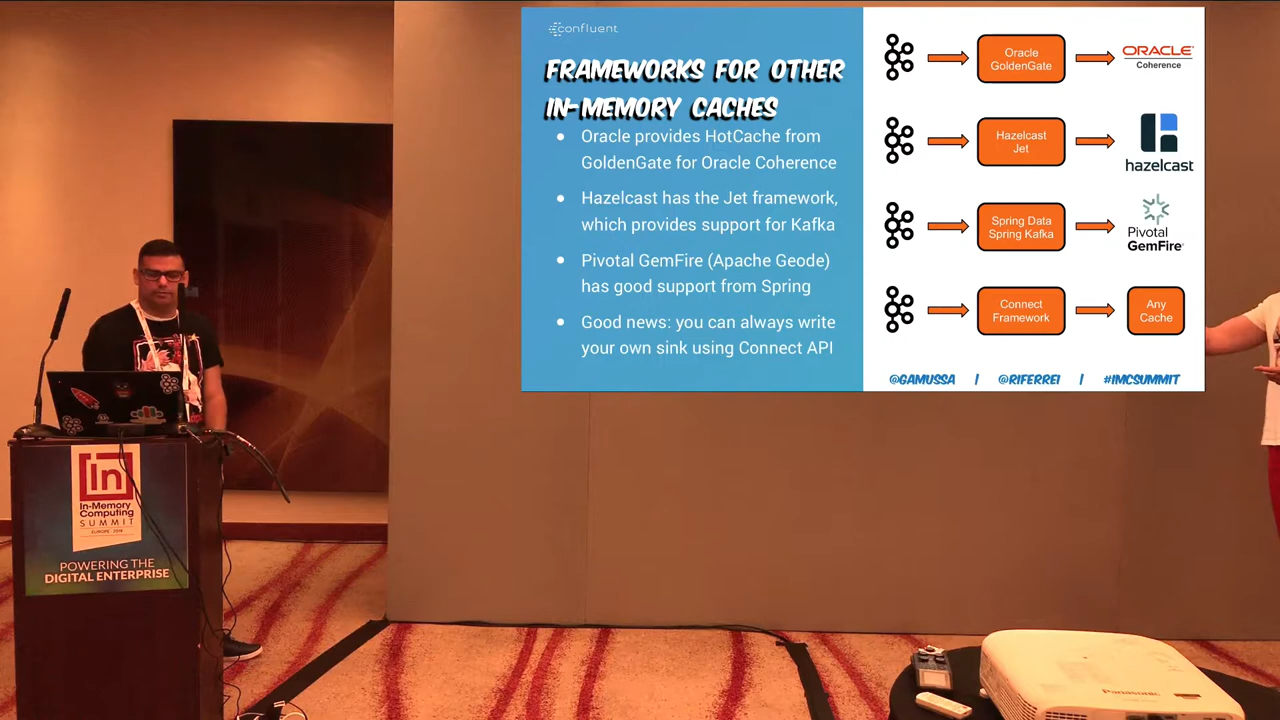 confluent
FRAMEWORKS FOR OTHER
IN-MEMORY CACHES
• Oracle provides HotCache from
GoldenGate for Oracle Coherence
• Hazelcast has the Jet framework,
which provides support for Kafka
• Pivotal GemFire (Apache Geode)
has good support from Spring
• Good news: you can always write
your own sink using Connect API
Oracle
GoldenGate
ORACLE
Coherence
Hazelcast
Jet
hazelcast
Spring Data
Spring Kafka
Pivotal
GemFire
Connect
Framework
Any
Cache
@GAMUSSA | @RIFERREI | #IMCSUMMIT
In
In-Memory
Computing
SUMMIT
EUROPE 2019
POWERING THE
DIGITAL ENTERPRISE
Panasonic